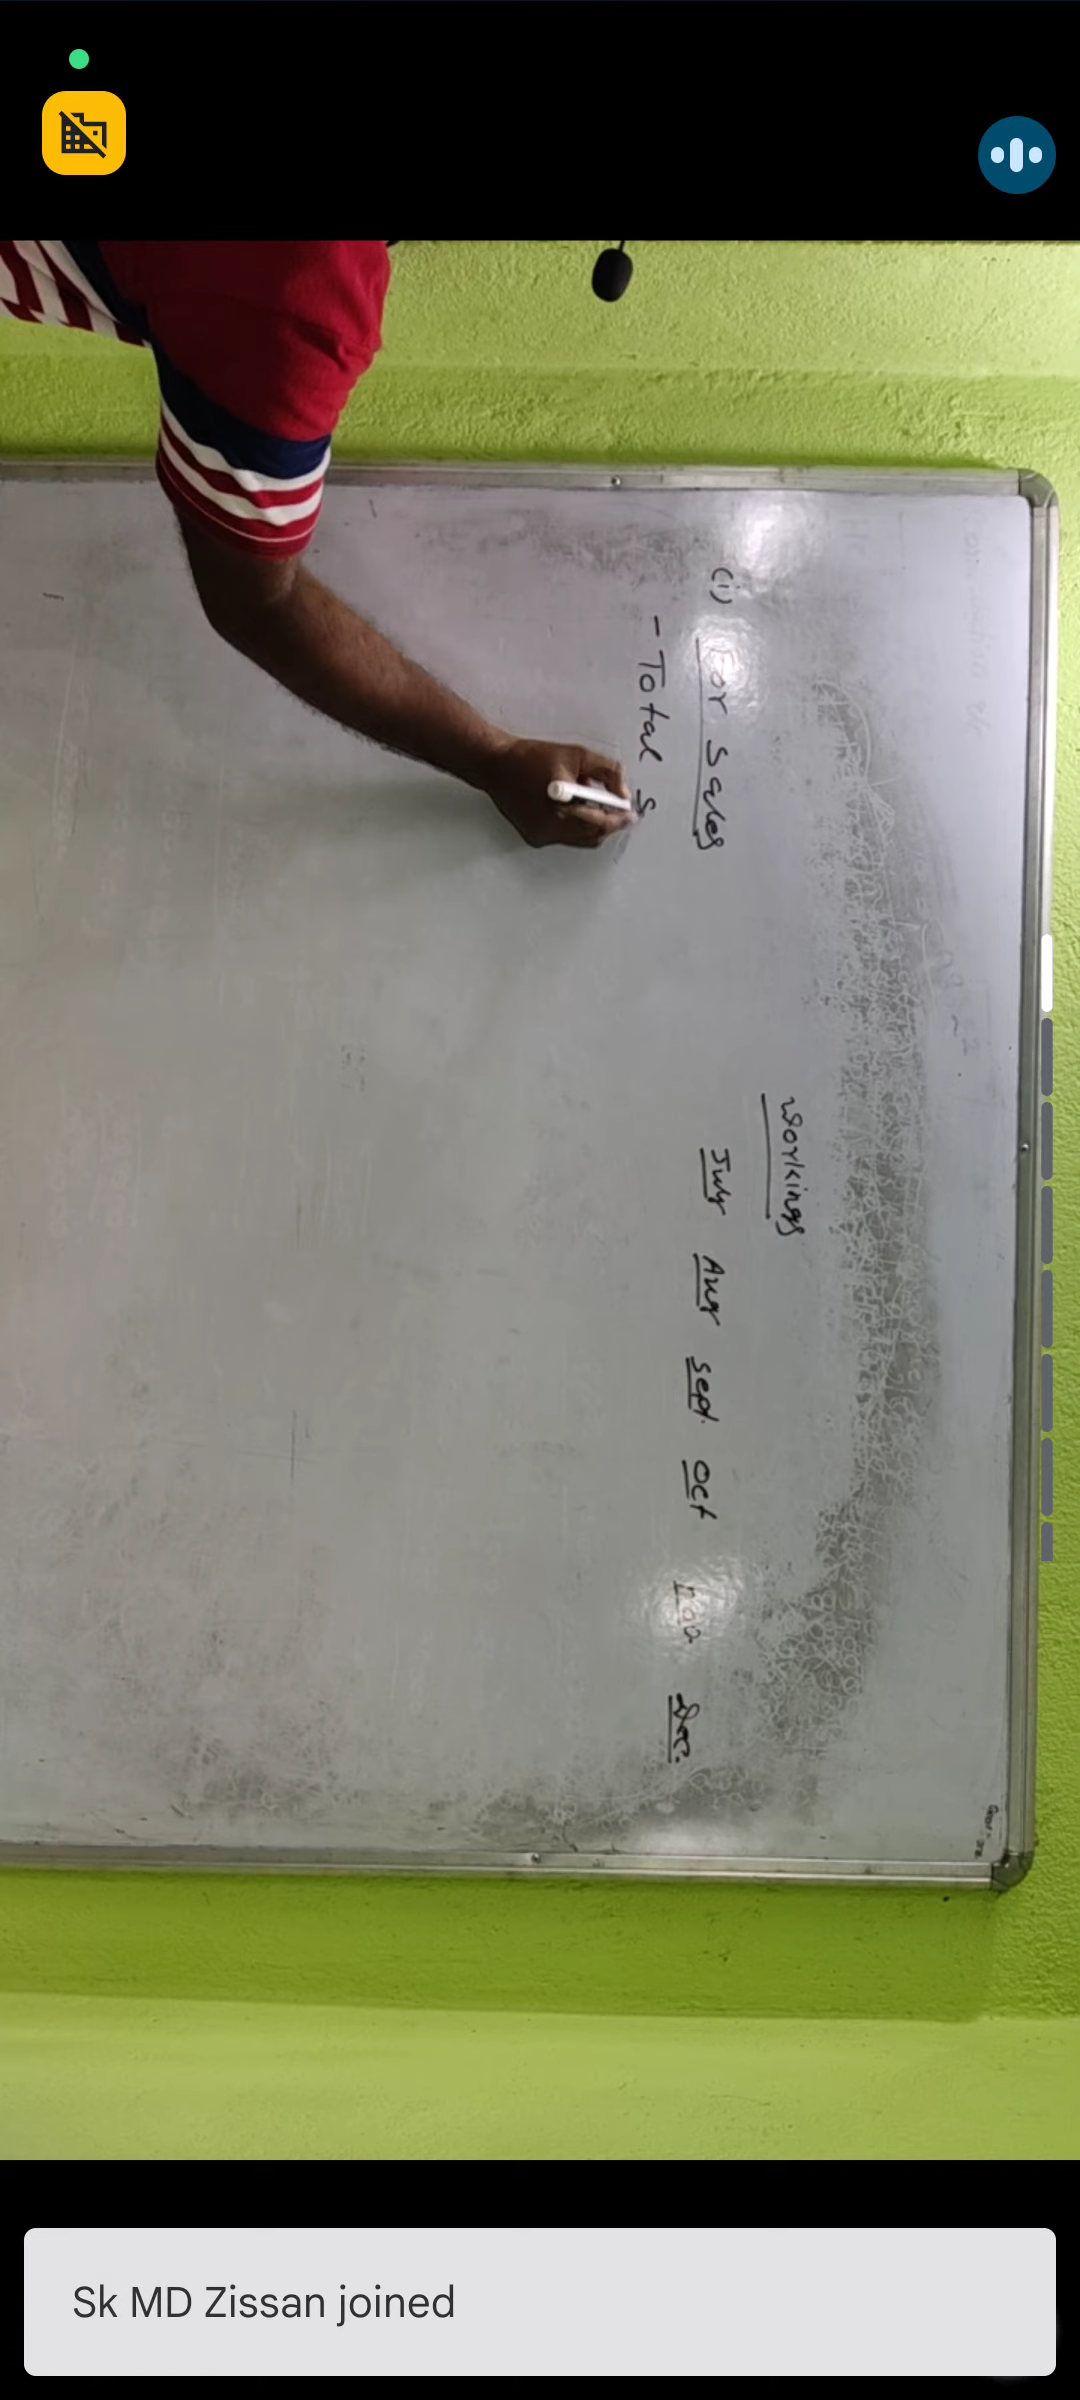 Workings
(i) For Sales July Aug Sept. Oct Nov Dec.
- Total S
Sk MD Zissan joined